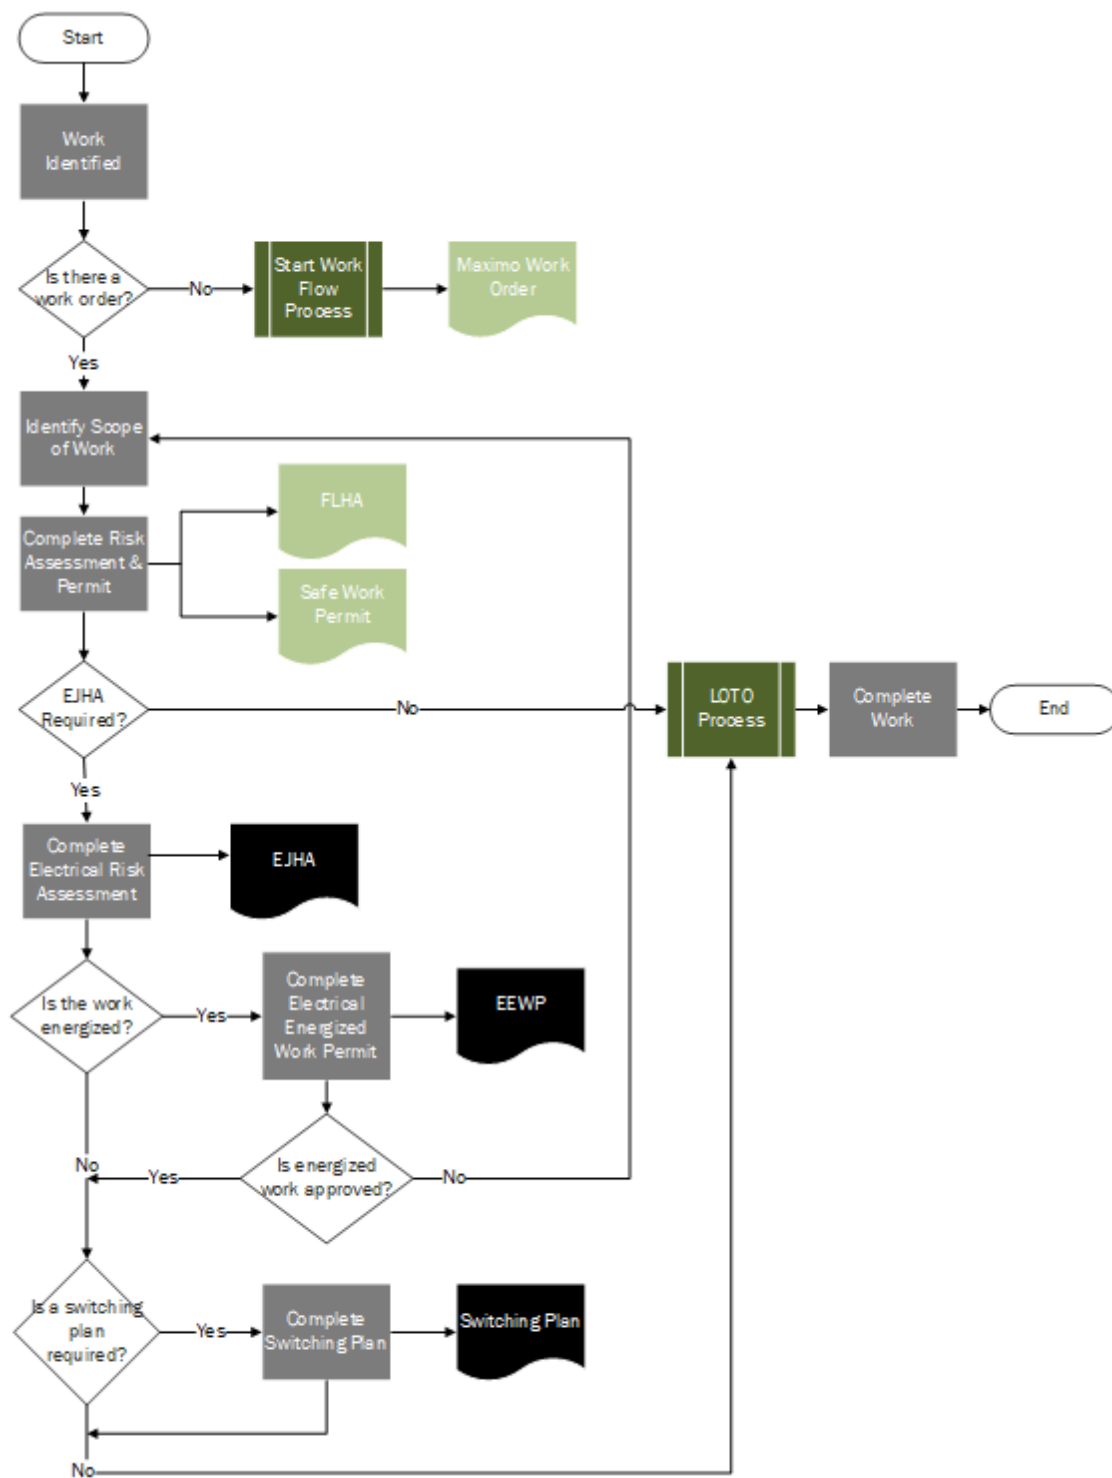 Start
Work
Identified
Is there a
work order?
No
Start Work
Flow
Process
Maximo Work
Order
Yes
Identify Scope
of Work
FLHA
Complete Risk
Assessment &
Permit
Safe Work
Permit
EJHA
Required?
No
LOTO
Process
Complete
Work
End
Yes
Complete
Electrical Risk
Assessment
EJHA
Is the work
energized?
Yes
Complete
Electrical
Energized
Work Permit
EEWP
No
Yes
Is energized
work approved?
No
Is a switching
plan
required?
Yes
Complete
Switching Plan
Switching Plan
No